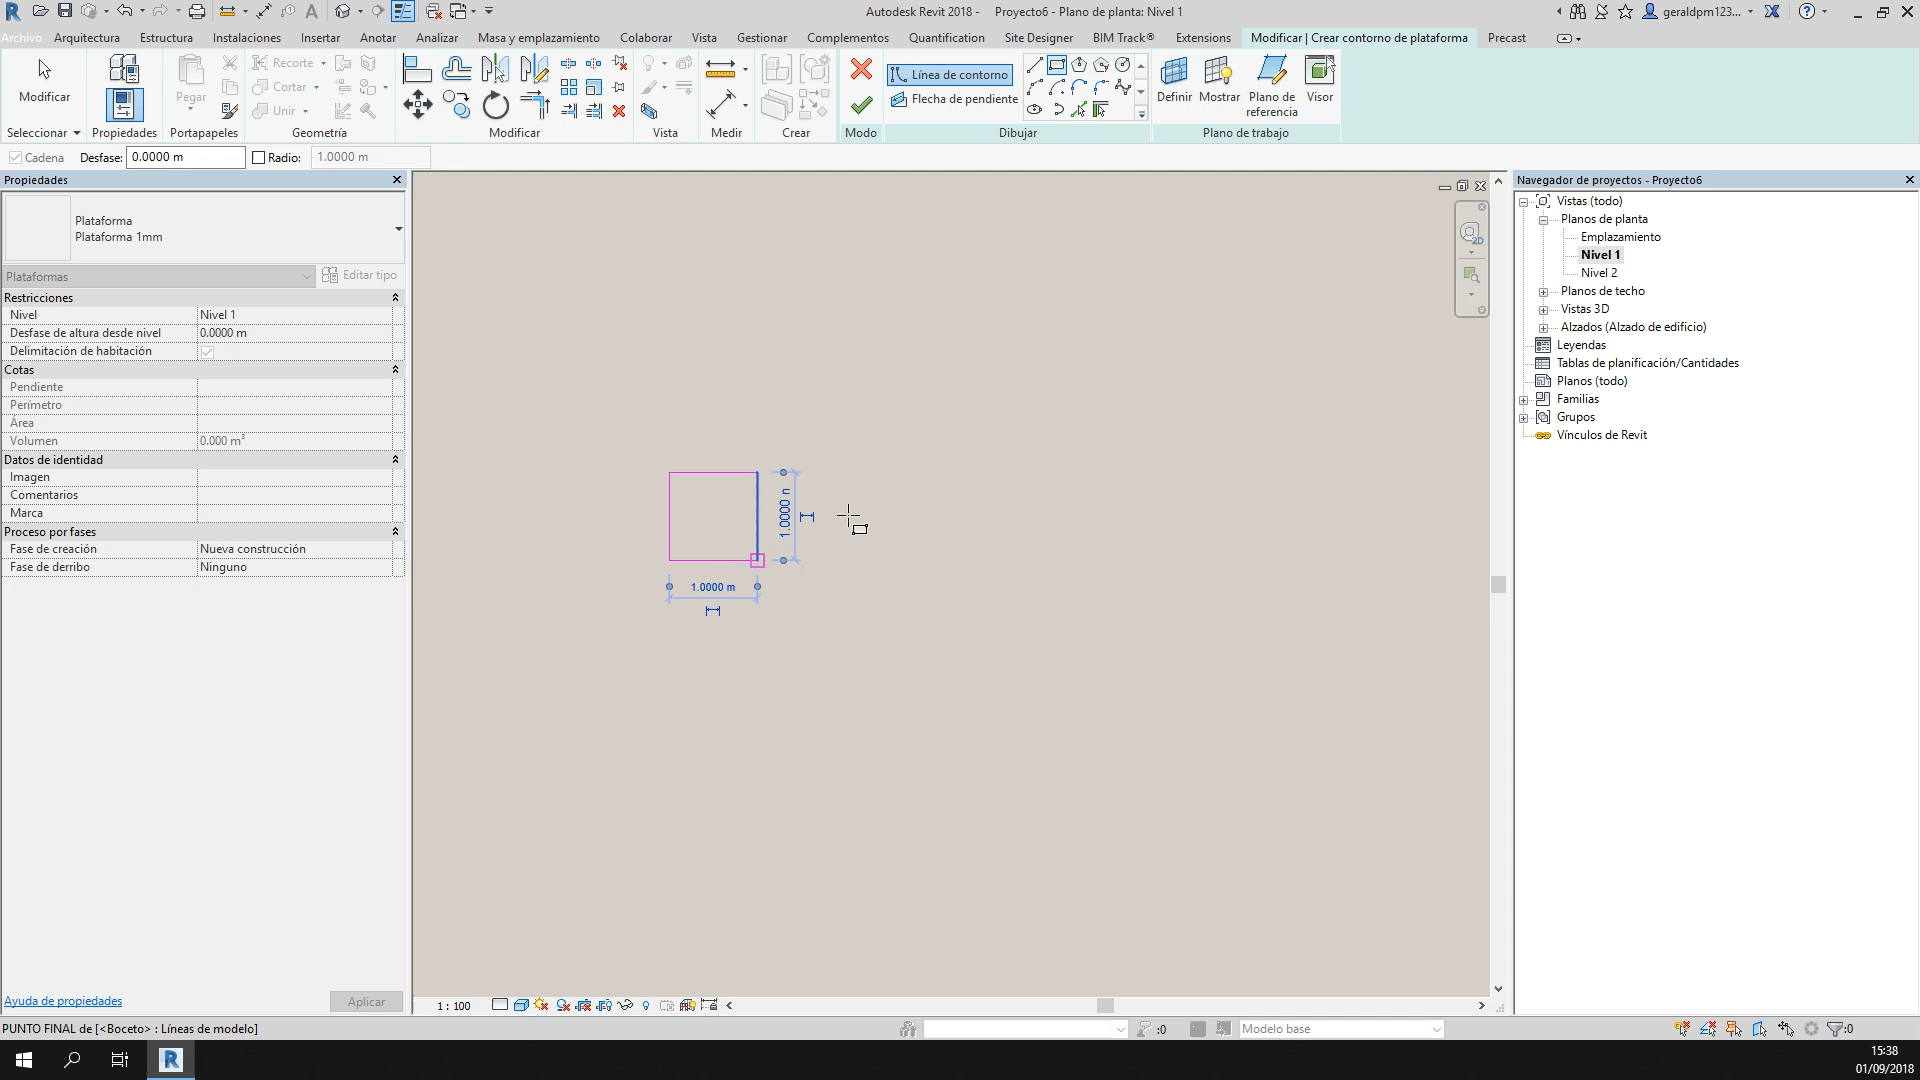 Autodesk Revit 2018 -     Proyecto6 - Plano de planta: Nivel 1
geraldpm123...
Archivo Arquitectura Estructura Instalaciones Insertar Anotar Analizar Masa y emplazamiento Colaborar Vista Gestionar Complementos Quantification Site Designer BIM Track® Extensions Modificar | Crear contorno de plataforma Precast
Modificar
Pegar
Recorte
Cortar
Unir
Línea de contorno
Flecha de pendiente
Definir Mostrar Plano de referencia Visor
Seleccionar Propiedades Portapapeles Geometría Modificar Vista Medir Crear Modo Dibujar Plano de trabajo
Cadena Desfase: 0.0000 m Radio: 1.0000 m
Propiedades
Plataforma
Plataforma 1mm
Plataformas Editar tipo
Restricciones
Nivel Nivel 1
Desfase de altura desde nivel 0.0000 m
Delimitación de habitación
Cotas
Pendiente
Perímetro
Área
Volumen 0.000 m³
Datos de identidad
Imagen
Comentarios
Marca
Proceso por fases
Fase de creación Nueva construcción
Fase de derribo Ninguno
Ayuda de propiedades Aplicar
2D
1.0000 n
1.0000 m
1 : 100
Navegador de proyectos - Proyecto6
Vistas (todo)
Planos de planta
Emplazamiento
Nivel 1
Nivel 2
Planos de techo
Vistas 3D
Alzados (Alzado de edificio)
Leyendas
Tablas de planificación/Cantidades
Planos (todo)
Familias
Grupos
Vínculos de Revit
PUNTO FINAL de [<Boceto> : Líneas de modelo]
:0
Modelo base
:0
15:38
01/09/2018